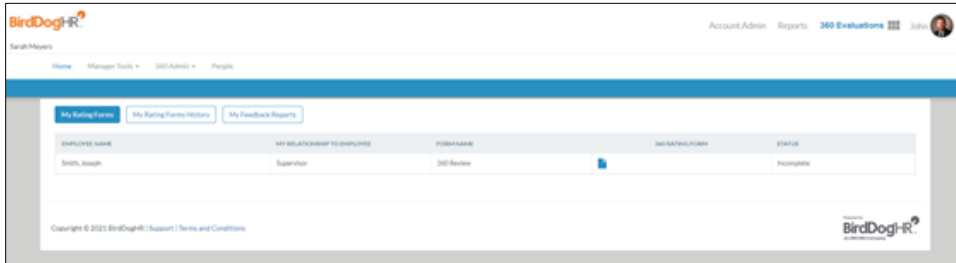 BirdDogHR
Account Admin Reports 360 Evaluations John
Sarah Meyers
Home Manager Tools 360 Admin People
My Rating Forms My Rating Forms History My Feedback Reports
EMPLOYEE NAME MY RELATIONSHIP TO EMPLOYEE FORM NAME 360 RATING FORM STATUS
Smith, Joseph Supervisor 360 Review Incomplete
Copyright © 2021 BirdDogHR | Support | Terms and Conditions
Powered by
BirdDogHR